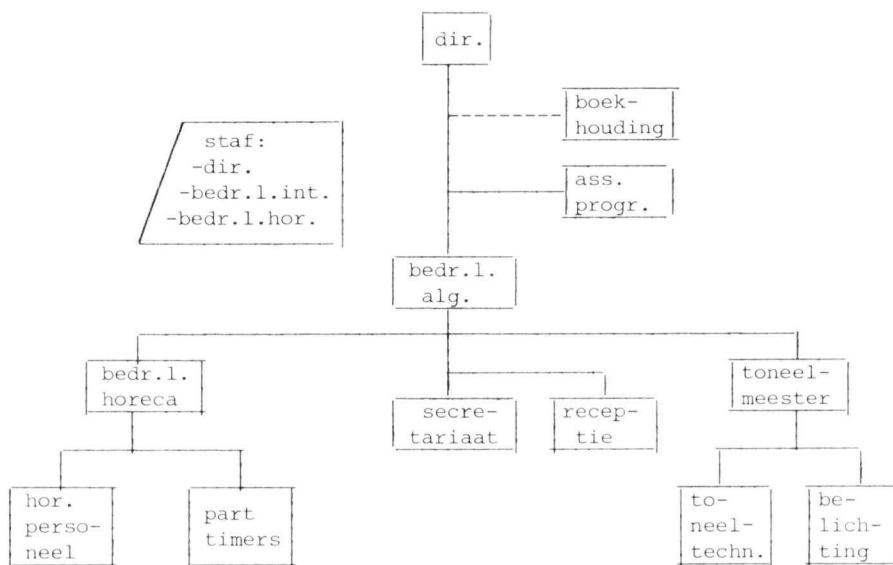 dir.
boek-
houding
staf:
-dir.
-bedr.l.int.
-bedr.l.hor.
ass.
progr.
bedr.l.
alg.
bedr.l.
horeca
secre-
tariaat
recep-
tie
toneel-
meester
hor.
perso-
neel
part
timers
to-
neel-
techn.
be-
lich-
ting